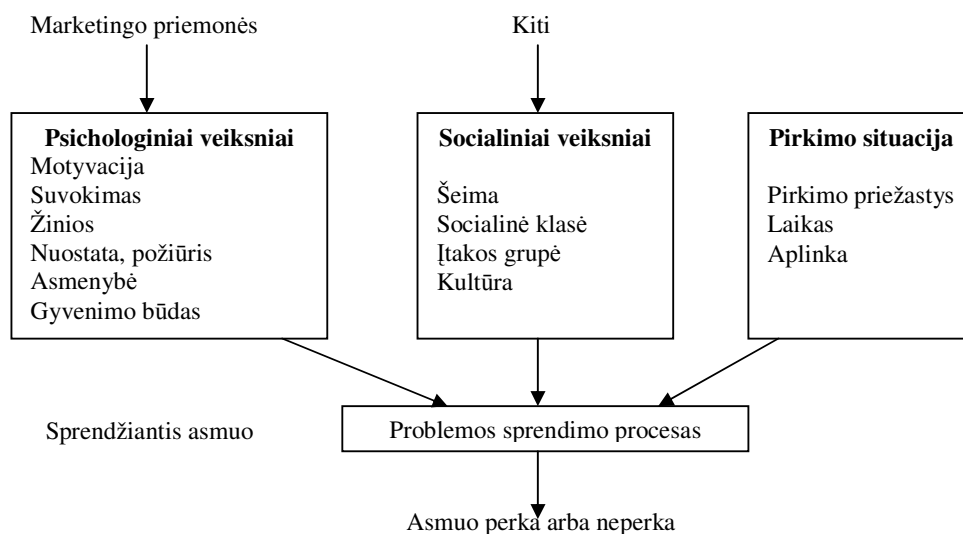 Marketingo priemonės
Kiti
Psichologiniai veiksniai
Motyvacija
Suvokimas
Žinios
Nuostata, požiūris
Asmenybė
Gyvenimo būdas
Socialiniai veiksniai
Šeima
Socialinė klasė
Įtakos grupė
Kultūra
Pirkimo situacija
Pirkimo priežastys
Laikas
Aplinka
Sprendžiantis asmuo
Problemos sprendimo procesas
Asmuo perka arba neperka